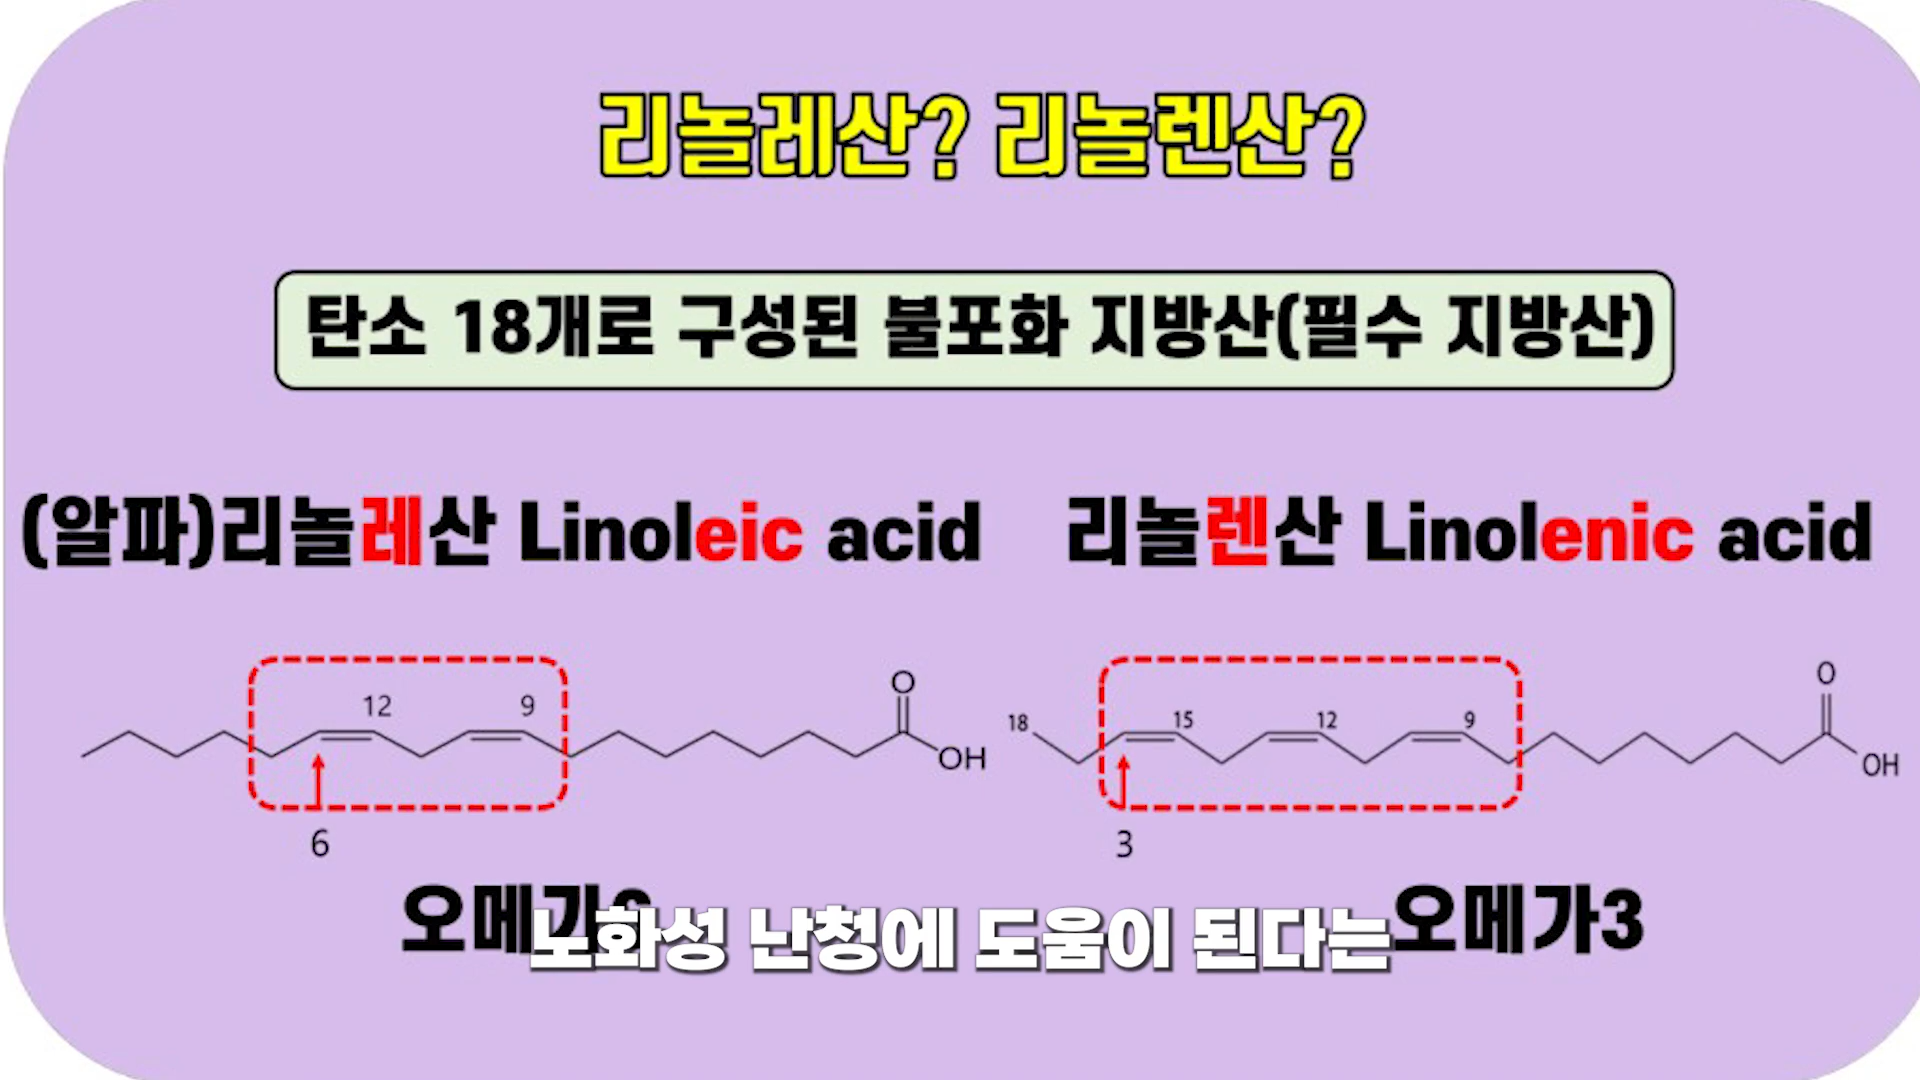 리놀레산? 리놀렌산?
탄소 18개로 구성된 불포화 지방산(필수 지방산)
(알파)리놀레산 Linoleic acid
리놀렌산 Linolenic acid
12 9
O
OH
6
18 15 12 9
O
OH
3
오메가6
오메가3
노화성 난청에 도움이 된다는